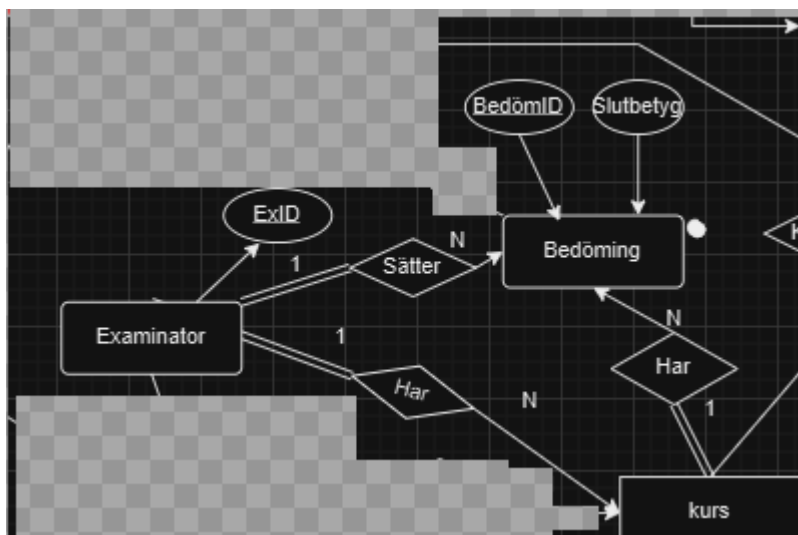 BedömID
Slutbetyg
ExID
N
1
Sätter
Bedöming
K
Examinator
1
N
Har
Har
N
1
kurs